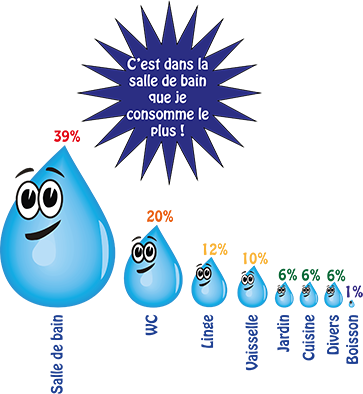 C'est dans la
salle de bain
que je
consomme le
plus !
39%
20%
12%
10%
6%
6%
6%
1%
Salle de bain
WC
Linge
Vaisselle
Jardin
Cuisine
Divers
Boisson